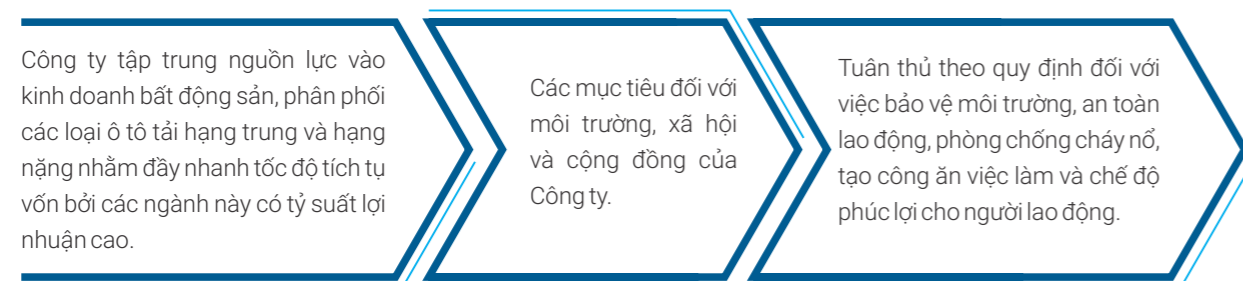 Công ty tập trung nguồn lực vào
kinh doanh bất động sản, phân phối
các loại ô tô tải hạng trung và hạng
nặng nhằm đầy nhanh tốc độ tích tụ
vốn bởi các ngành này có tỷ suất lợi
nhuận cao.
Các mục tiêu đối với
môi trường, xã hội
và cộng đồng của
Công ty.
Tuân thủ theo quy định đối với
việc bảo vệ môi trường, an toàn
lao động, phòng chống cháy nổ,
tạo công ăn việc làm và chế độ
phúc lợi cho người lao động.